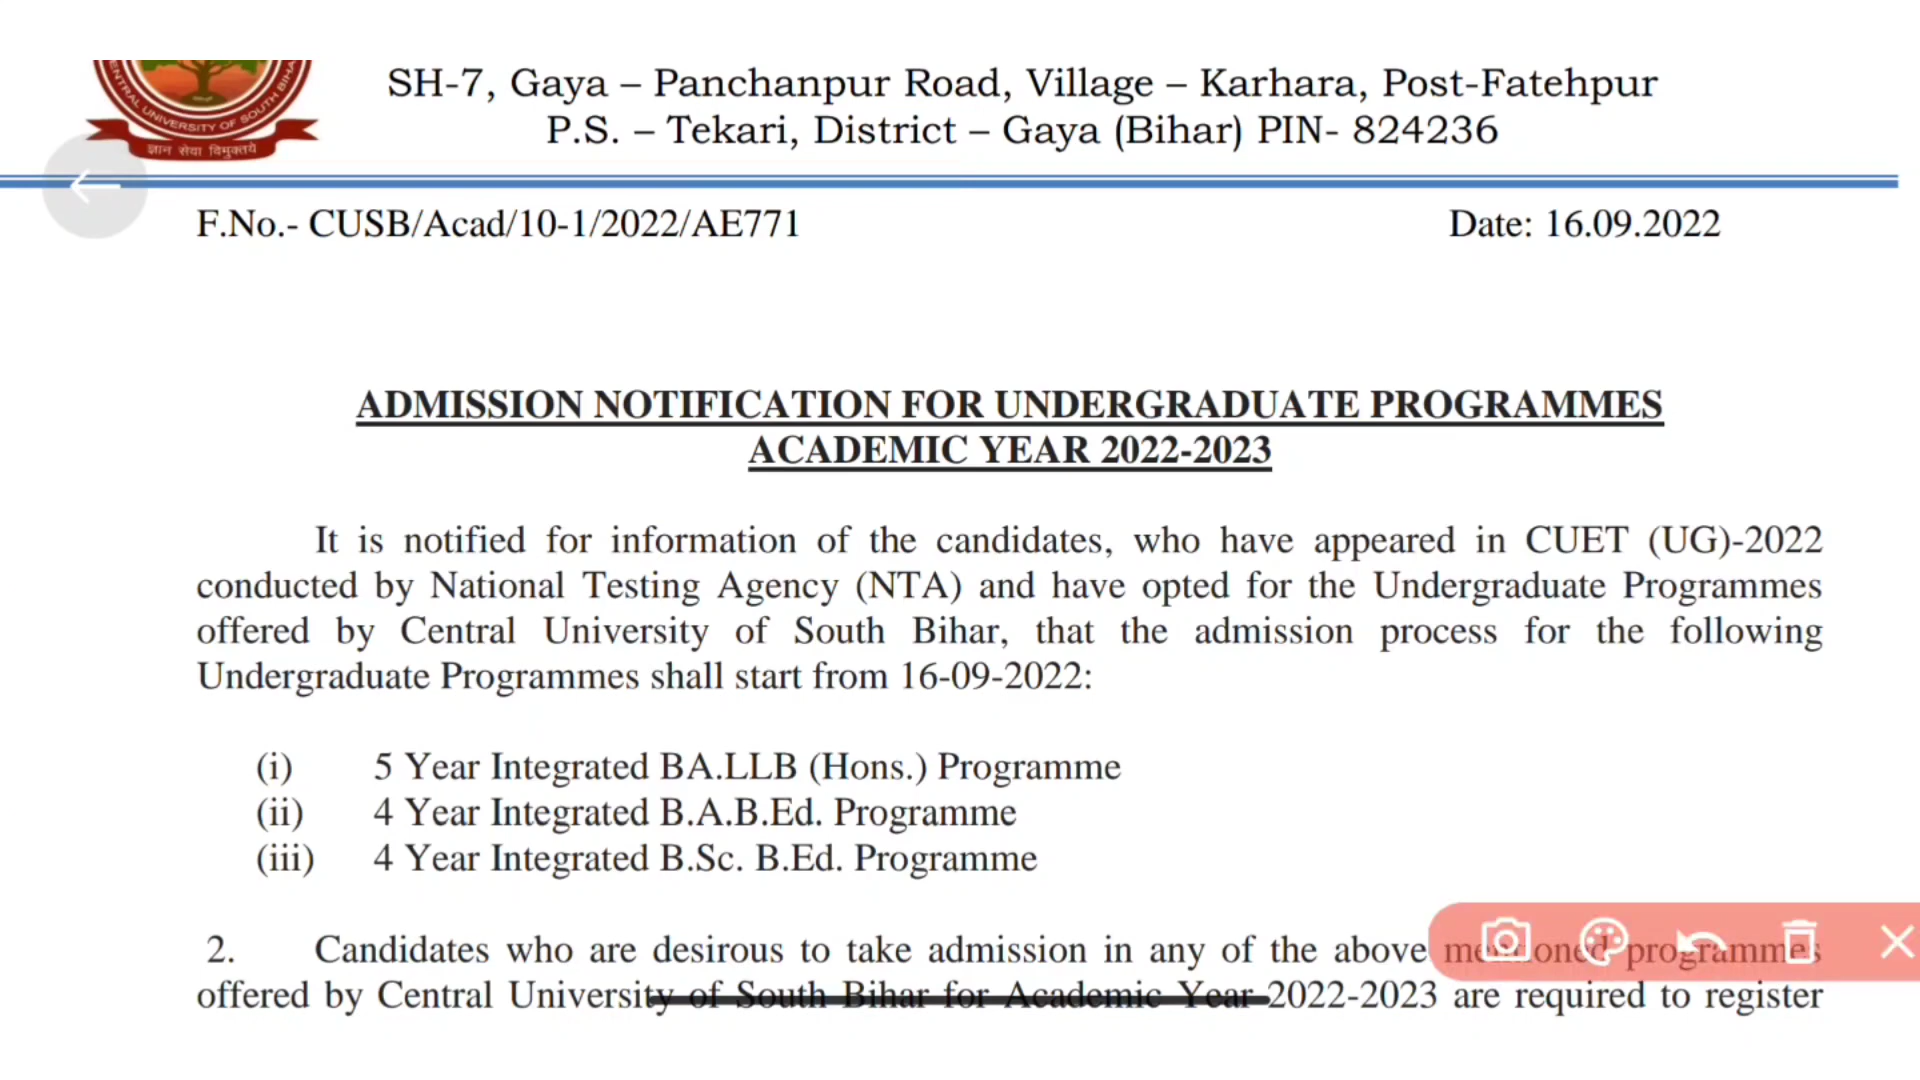 ENTRAL UNIVERSITY OF SOUTH BIHA
ज्ञान सेवा विमुक्तये
SH-7, Gaya – Panchanpur Road, Village – Karhara, Post-Fatehpur
P.S. – Tekari, District – Gaya (Bihar) PIN- 824236
F.No.- CUSB/Acad/10-1/2022/AE771 Date: 16.09.2022
ADMISSION NOTIFICATION FOR UNDERGRADUATE PROGRAMMES
ACADEMIC YEAR 2022-2023
It is notified for information of the candidates, who have appeared in CUET (UG)-2022
conducted by National Testing Agency (NTA) and have opted for the Undergraduate Programmes
offered by Central University of South Bihar, that the admission process for the following
Undergraduate Programmes shall start from 16-09-2022:
(i) 5 Year Integrated BA.LLB (Hons.) Programme
(ii) 4 Year Integrated B.A.B.Ed. Programme
(iii) 4 Year Integrated B.Sc. B.Ed. Programme
2. Candidates who are desirous to take admission in any of the above mentioned programmes
offered by Central University of South Bihar for Academic Year 2022-2023 are required to register